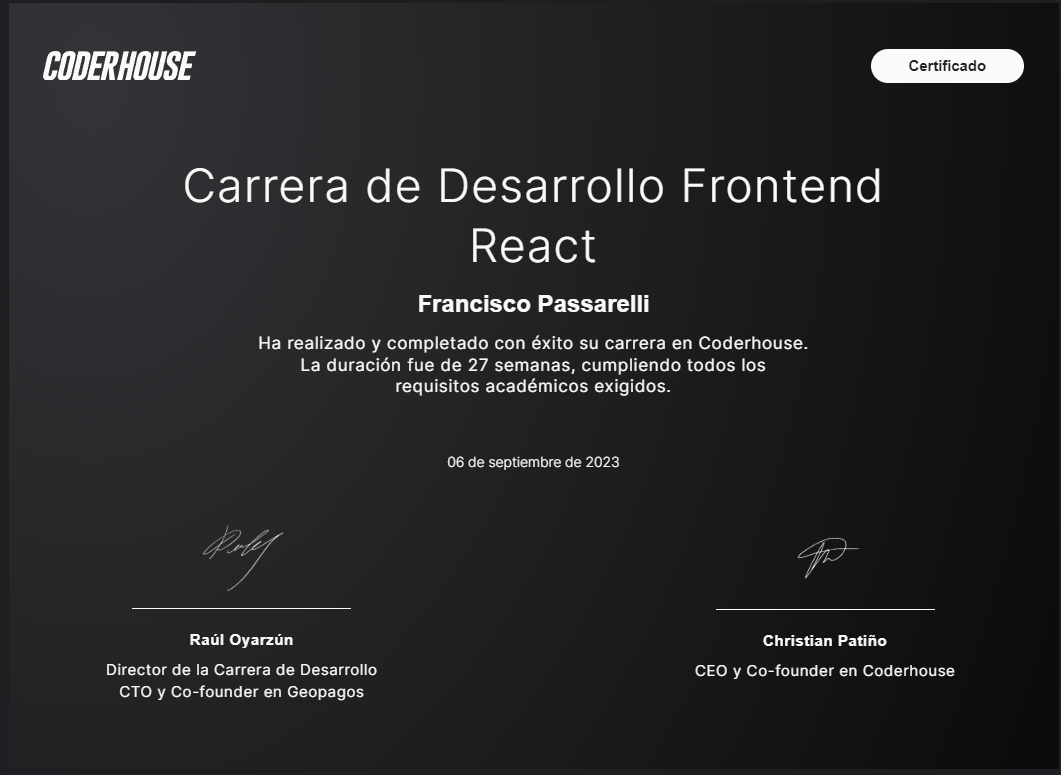 CODERHOUSE
Certificado
Carrera de Desarrollo Frontend
React
Francisco Passarelli
Ha realizado y completado con éxito su carrera en Coderhouse.
La duración fue de 27 semanas, cumpliendo todos los
requisitos académicos exigidos.
06 de septiembre de 2023
Raúl Oyarzún
Director de la Carrera de Desarrollo
CTO y Co-founder en Geopagos
Christian Patiño
CEO y Co-founder en Coderhouse